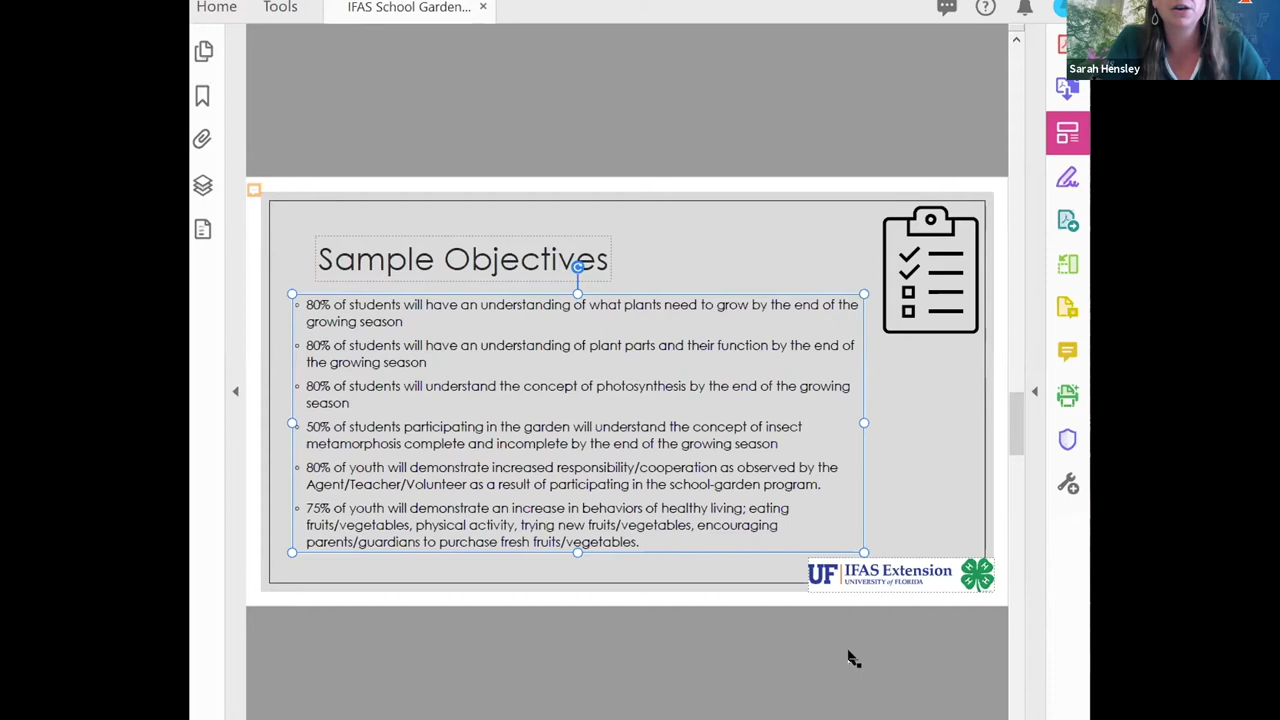 Home
Tools
IFAS School Garden...
Sarah Hensley
Sample Objectives
80% of students will have an understanding of what plants need to grow by the end of the
growing season
80% of students will have an understanding of plant parts and their function by the end of
the growing season
80% of students will understand the concept of photosynthesis by the end of the growing
season
50% of students participating in the garden will understand the concept of insect
metamorphosis complete and incomplete by the end of the growing season
80% of youth will demonstrate increased responsibility/cooperation as observed by the
Agent/Teacher/Volunteer as a result of participating in the school-garden program.
75% of youth will demonstrate an increase in behaviors of healthy living; eating
fruits/vegetables, physical activity, trying new fruits/vegetables, encouraging
parents/guardians to purchase fresh fruits/vegetables.
UF IFAS Extension
UNIVERSITY of FLORIDA
H H H H